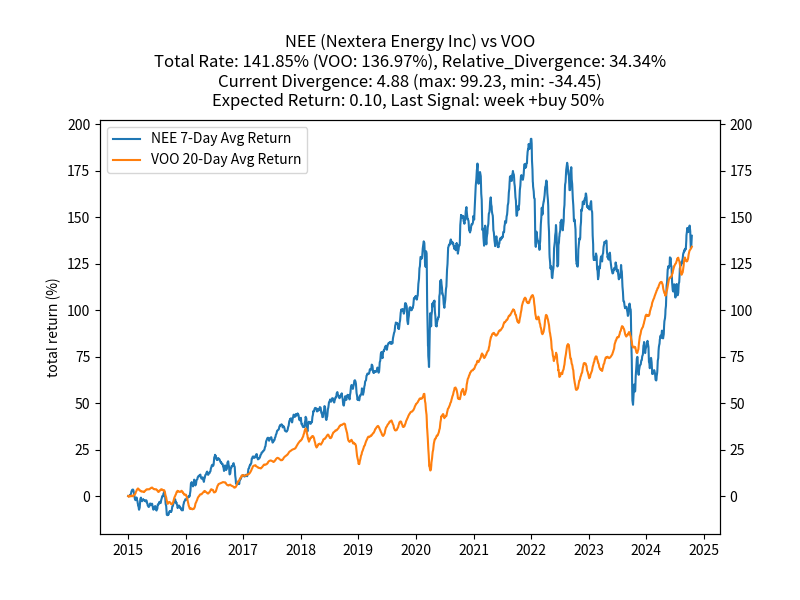 NEE (Nextera Energy Inc) vs VOO
Total Rate: 141.85% (VOO: 136.97%), Relative_Divergence: 34.34%
Current Divergence: 4.88 (max: 99.23, min: -34.45)
Expected Return: 0.10, Last Signal: week +buy 50%
NEE 7-Day Avg Return
VOO 20-Day Avg Return
total return (%)
200
175
150
125
100
75
50
25
0
200
175
150
125
100
75
50
25
0
2015 2016 2017 2018 2019 2020 2021 2022 2023 2024 2025